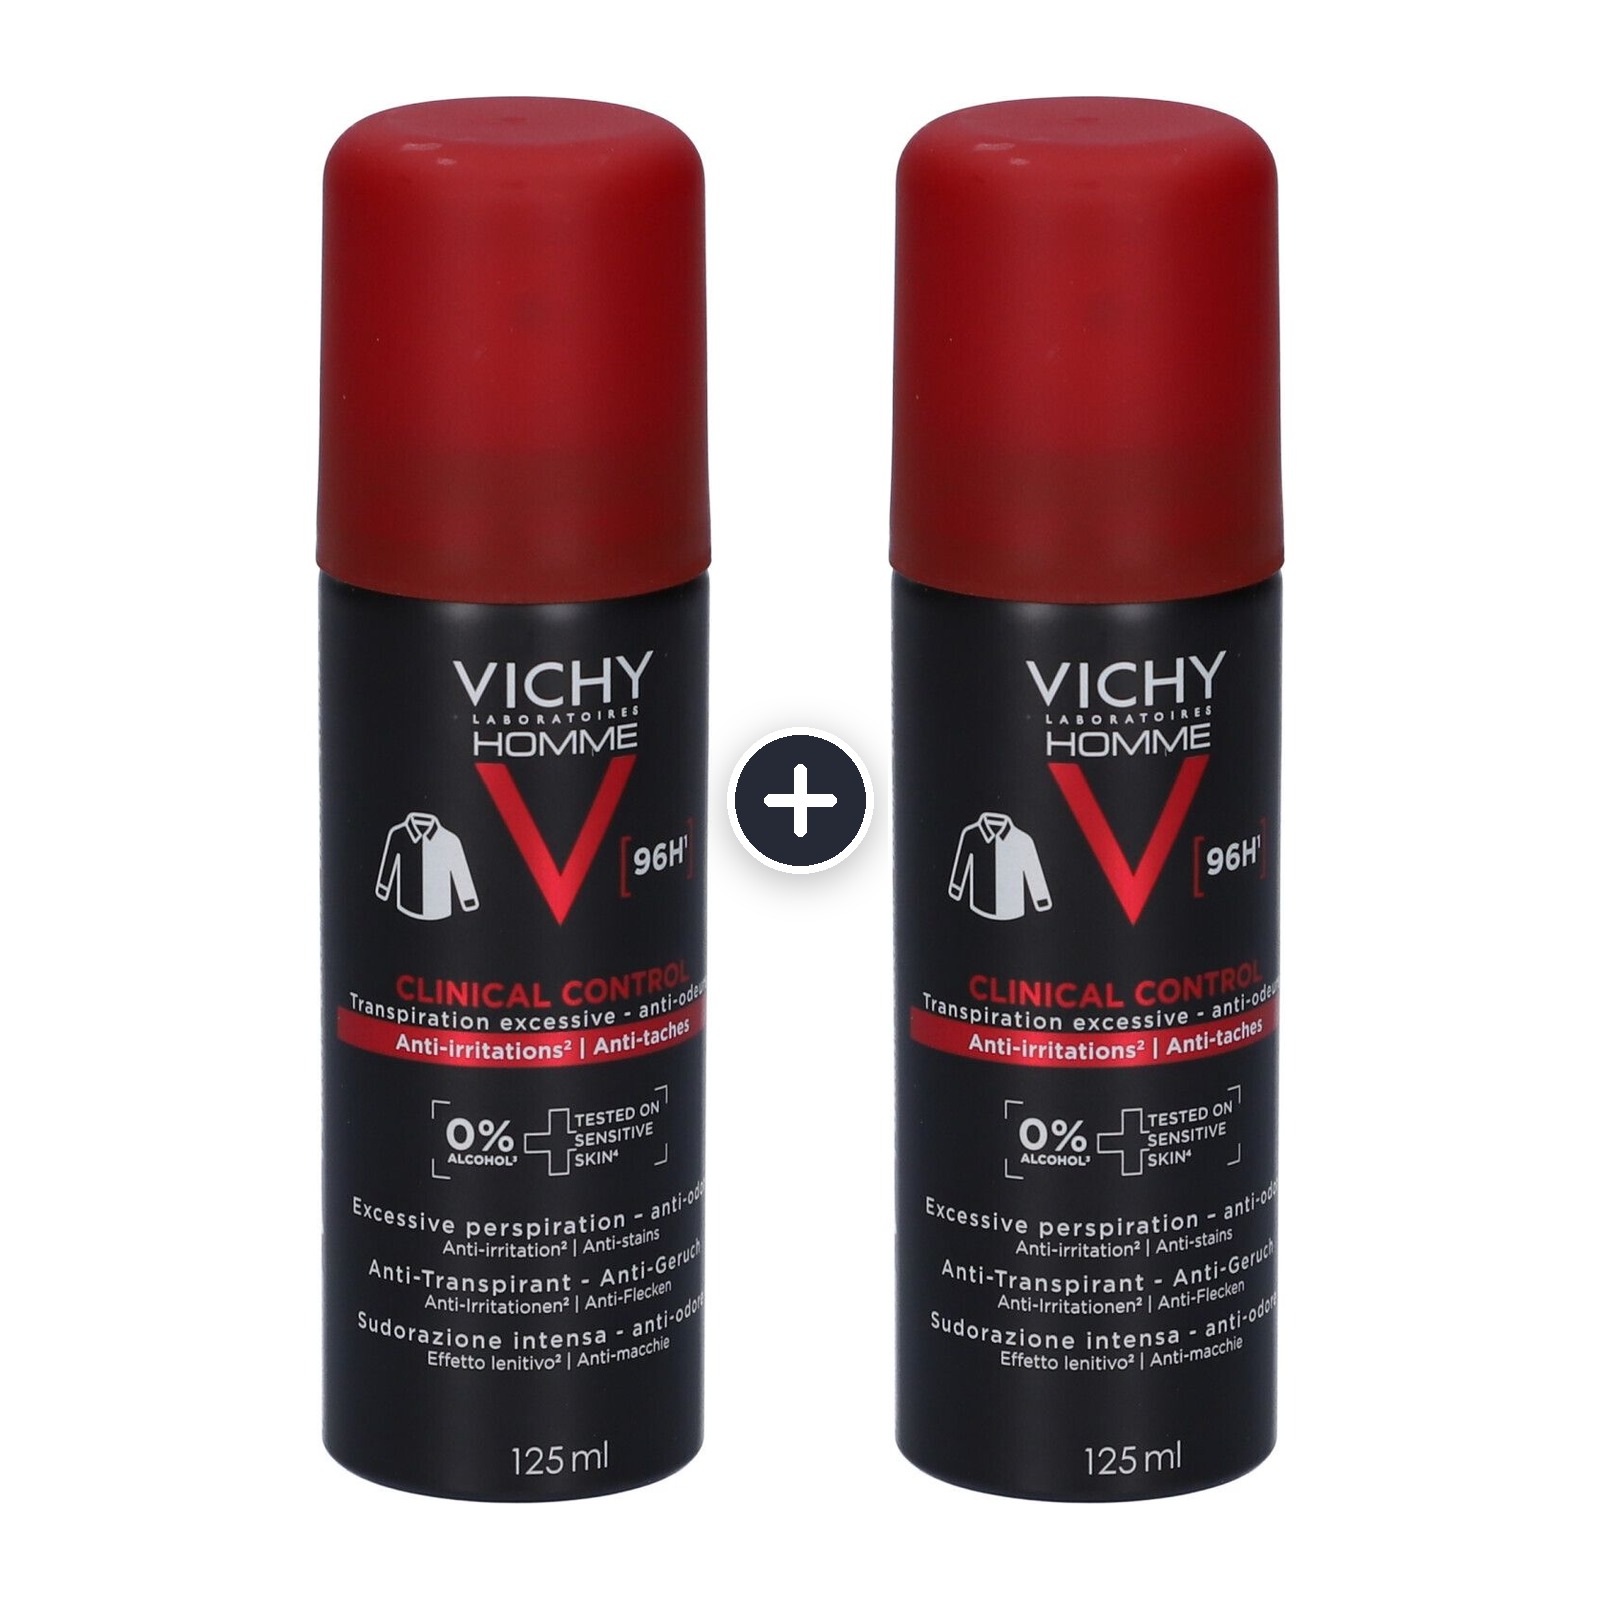 VICHY
LABORATOIRES
HOMME
[96H¹]
CLINICAL CONTROL
Transpiration excessive - anti-odeur
Anti-irritations² | Anti-taches
0%
ALCOHOL³
TESTED ON
SENSITIVE
SKIN⁴
Excessive perspiration - anti-odo
Anti-irritation² | Anti-stains
Anti-Transpirant - Anti-Geruch
Anti-Irritationen² | Anti-Flecken
Sudorazione intensa - anti-odore
Effetto lenitivo² | Anti-macchie
125 ml
VICHY
LABORATOIRES
HOMME
[96H¹]
CLINICAL CONTROL
Transpiration excessive - anti-odeur
Anti-irritations² | Anti-taches
0%
ALCOHOL³
TESTED ON
SENSITIVE
SKIN⁴
Excessive perspiration - anti-odo
Anti-irritation² | Anti-stains
Anti-Transpirant - Anti-Geruch
Anti-Irritationen² | Anti-Flecken
Sudorazione intensa - anti-odore
Effetto lenitivo² | Anti-macchie
125 ml